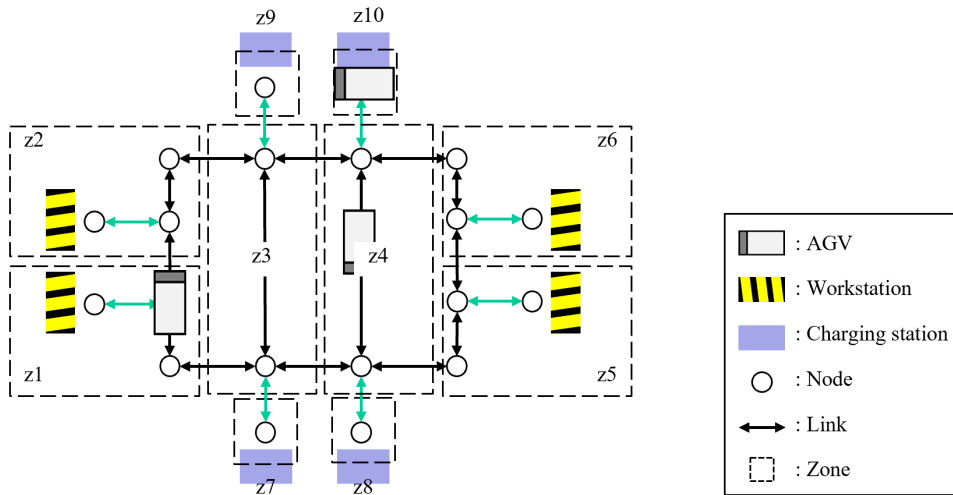 z9
z10
z2
z6
z3
z4
z1
z5
z7
z8
: AGV
: Workstation
: Charging station
: Node
: Link
: Zone